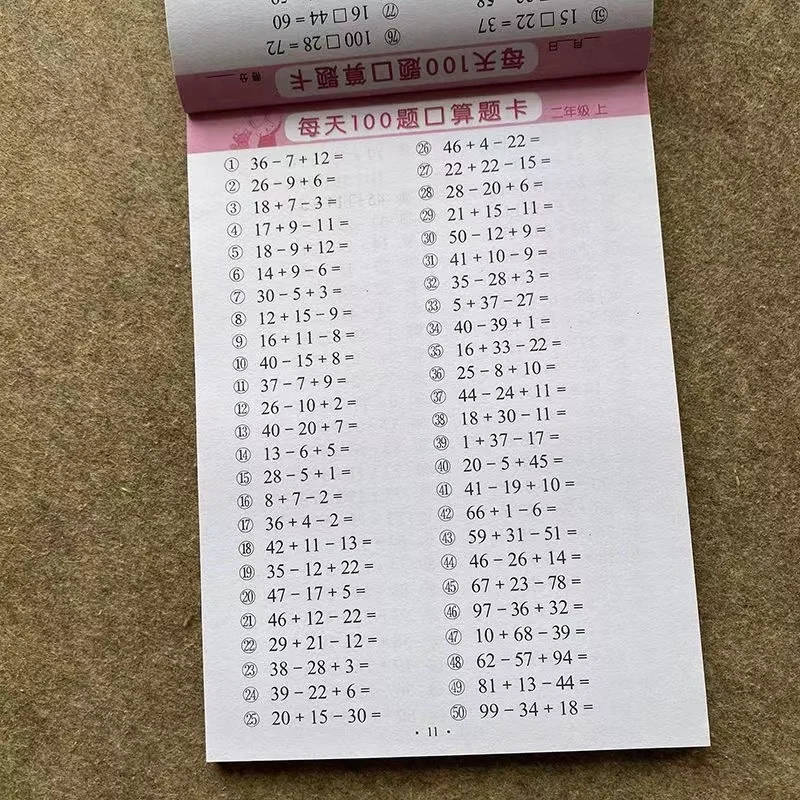 51 15 □ 22 = 37
76 100 □ 28 = 72
77 16 □ 44 = 60
每天100题口算题卡
月 日
得分
每天100题口算题卡 二年级 上
① 36 − 7 + 12 =
② 26 − 9 + 6 =
③ 18 + 7 − 3 =
④ 17 + 9 − 11 =
⑤ 18 − 9 + 12 =
⑥ 14 + 9 − 6 =
⑦ 30 − 5 + 3 =
⑧ 12 + 15 − 9 =
⑨ 16 + 11 − 8 =
⑩ 40 − 15 + 8 =
⑪ 37 − 7 + 9 =
⑫ 26 − 10 + 2 =
⑬ 40 − 20 + 7 =
⑭ 13 − 6 + 5 =
⑮ 28 − 5 + 1 =
⑯ 8 + 7 − 2 =
⑰ 36 + 4 − 2 =
⑱ 42 + 11 − 13 =
⑲ 35 − 12 + 22 =
⑳ 47 − 17 + 5 =
㉑ 46 + 12 − 22 =
㉒ 29 + 21 − 12 =
㉓ 38 − 28 + 3 =
㉔ 39 − 22 + 6 =
㉕ 20 + 15 − 30 =
㉖ 46 + 4 − 22 =
㉗ 22 + 22 − 15 =
㉘ 28 − 20 + 6 =
㉙ 21 + 15 − 11 =
㉚ 50 − 12 + 9 =
㉛ 41 + 10 − 9 =
㉜ 35 − 28 + 3 =
㉝ 5 + 37 − 27 =
㉞ 40 − 39 + 1 =
㉟ 16 + 33 − 22 =
㊱ 25 − 8 + 10 =
㊲ 44 − 24 + 11 =
㊳ 18 + 30 − 11 =
㊴ 1 + 37 − 17 =
㊵ 20 − 5 + 45 =
㊶ 41 − 19 + 10 =
㊷ 66 + 1 − 6 =
㊸ 59 + 31 − 51 =
㊹ 46 − 26 + 14 =
㊺ 67 + 23 − 78 =
㊻ 97 − 36 + 32 =
㊼ 10 + 68 − 39 =
㊽ 62 − 57 + 94 =
㊾ 81 + 13 − 44 =
㊿ 99 − 34 + 18 =
· 11 ·